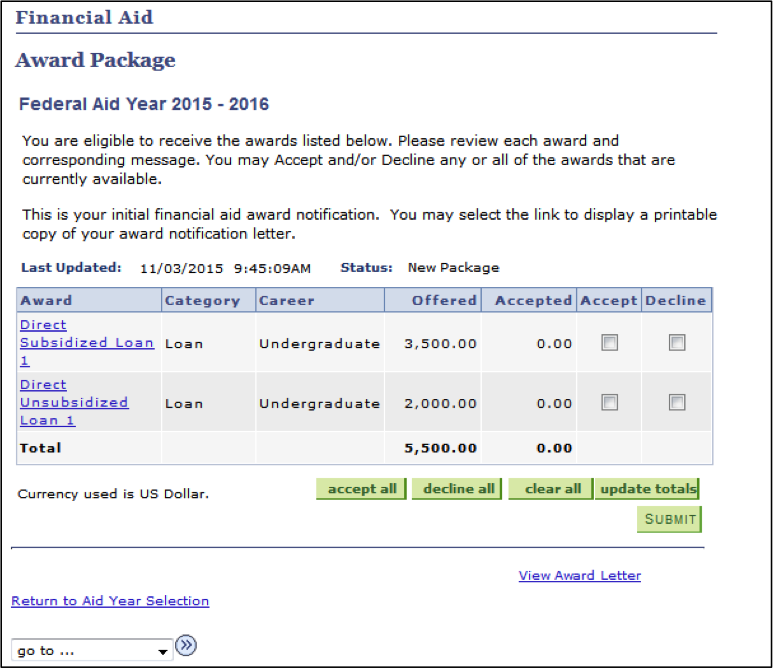 Financial Aid
Award Package
Federal Aid Year 2015 - 2016
You are eligible to receive the awards listed below. Please review each award and
corresponding message. You may Accept and/or Decline any or all of the awards that are
currently available.
This is your initial financial aid award notification.  You may select the link to display a printable
copy of your award notification letter.
Last Updated: 11/03/2015 9:45:09AM Status: New Package
Award Category Career Offered Accepted Accept Decline
Direct
Subsidized Loan Loan Undergraduate 3,500.00 0.00
1
Direct
Unsubsidized Loan Undergraduate 2,000.00 0.00
Loan 1
Total 5,500.00 0.00
Currency used is US Dollar. accept all decline all clear all update totals
SUBMIT
View Award Letter
Return to Aid Year Selection
go to ...